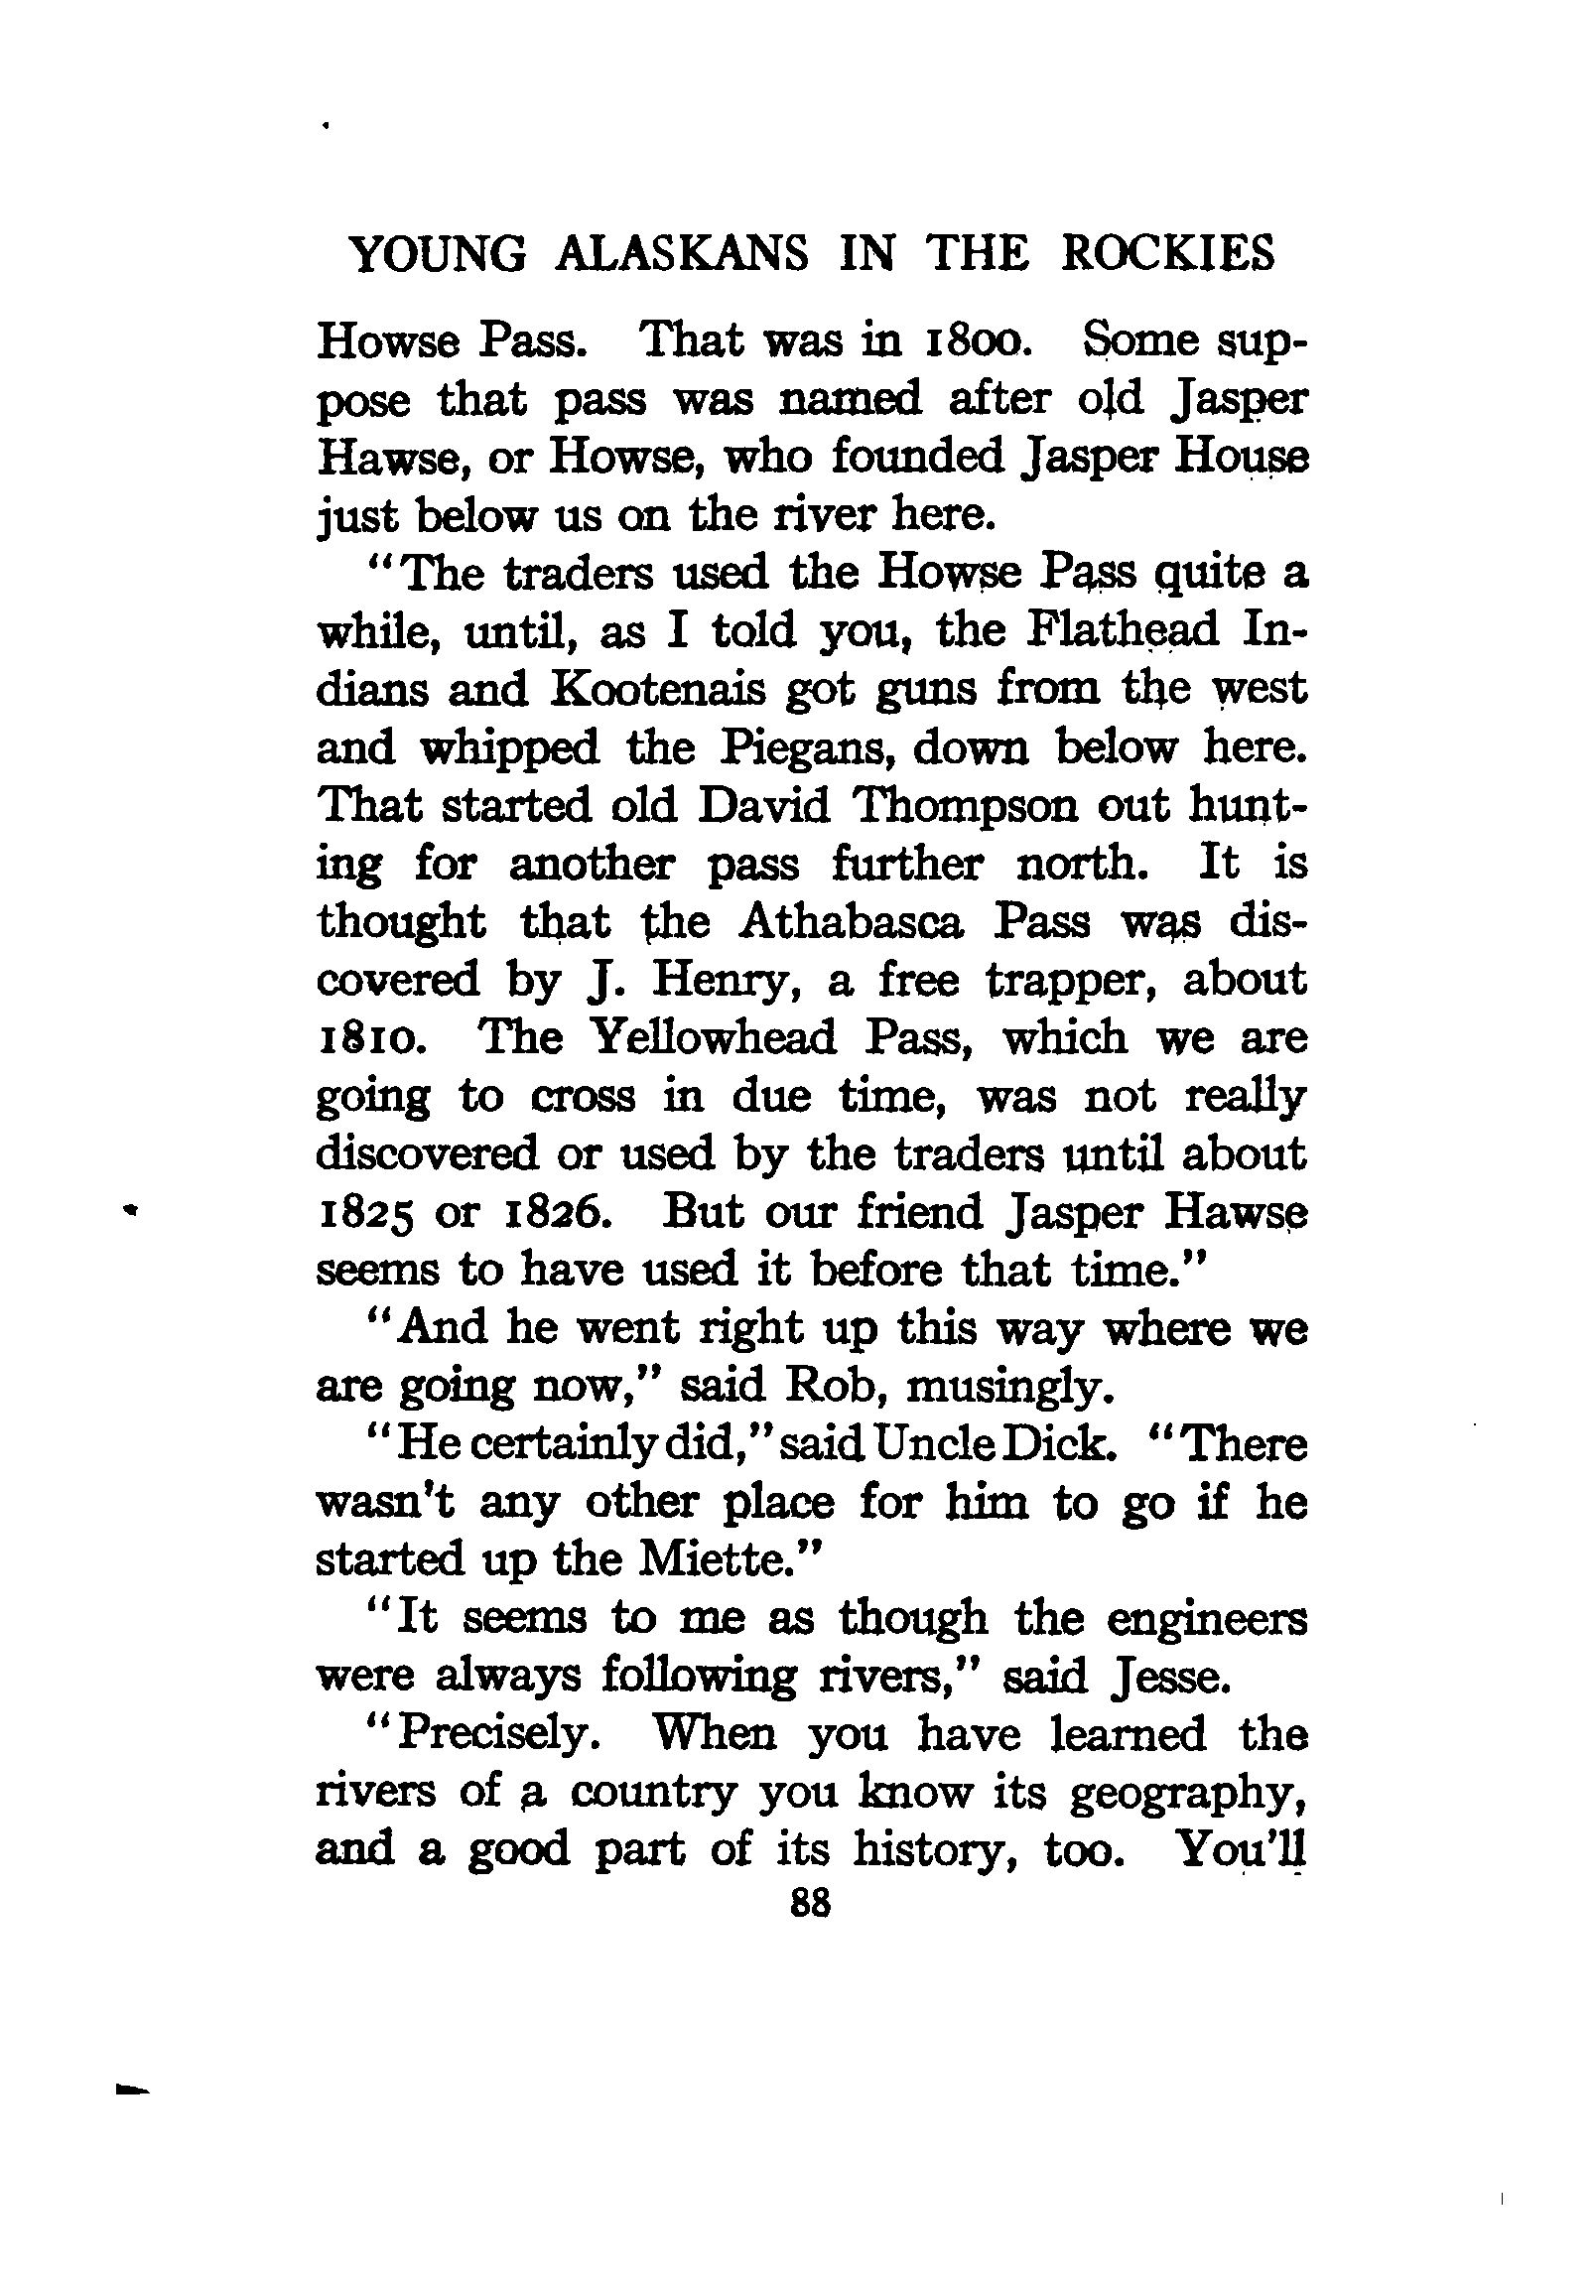 YOUNG ALASKANS IN THE ROCKIES
Howse Pass. That was in 1800. Some sup-
pose that pass was named after old Jasper
Hawse, or Howse, who founded Jasper House
just below us on the river here.
"The traders used the Howse Pass quite a
while, until, as I told you, the Flathead In-
dians and Kootenais got guns from the west
and whipped the Piegans, down below here.
That started old David Thompson out hunt-
ing for another pass further north. It is
thought that the Athabasca Pass was dis-
covered by J. Henry, a free trapper, about
1810. The Yellowhead Pass, which we are
going to cross in due time, was not really
discovered or used by the traders until about
1825 or 1826. But our friend Jasper Hawse
seems to have used it before that time."
"And he went right up this way where we
are going now," said Rob, musingly.
"He certainly did," said Uncle Dick. "There
wasn't any other place for him to go if he
started up the Miette."
"It seems to me as though the engineers
were always following rivers," said Jesse.
"Precisely. When you have learned the
rivers of a country you know its geography,
and a good part of its history, too. You'll
88